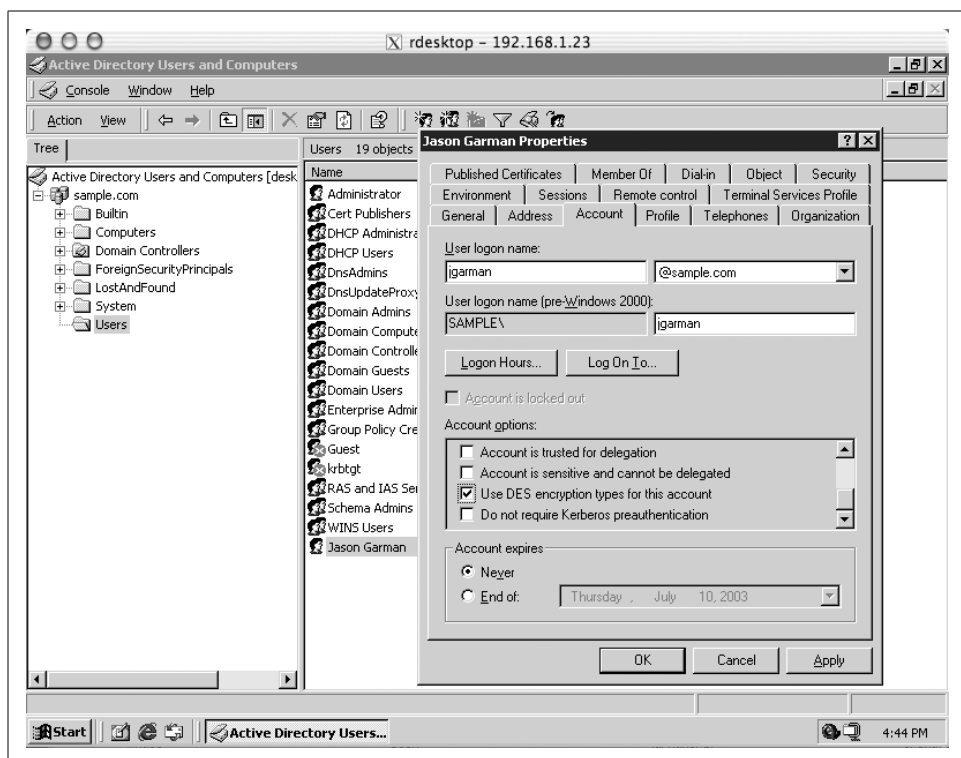 rdesktop – 192.168.1.23
Active Directory Users and Computers
Console Window Help
Action View
Tree
Users 19 objects
Active Directory Users and Computers [desk
sample.com
Builtin
Computers
Domain Controllers
ForeignSecurityPrincipals
LostAndFound
System
Users
Name
Administrator
Cert Publishers
DHCP Administra
DHCP Users
DnsAdmins
DnsUpdateProxy
Domain Admins
Domain Compute
Domain Controlle
Domain Guests
Domain Users
Enterprise Admin
Group Policy Cre
Guest
krbtgt
RAS and IAS Ser
Schema Admins
WINS Users
Jason Garman
Jason Garman Properties
Published Certificates Member Of Dial-in Object Security
Environment Sessions Remote control Terminal Services Profile
General Address Account Profile Telephones Organization
User logon name:
jgarman @sample.com
User logon name (pre-Windows 2000):
SAMPLE\ jgarman
Logon Hours... Log On To...
Account is locked out
Account options:
Account is trusted for delegation
Account is sensitive and cannot be delegated
Use DES encryption types for this account
Do not require Kerberos preauthentication
Account expires
Never
End of: Thursday , July 10, 2003
OK Cancel Apply
Start Active Directory Users... 4:44 PM